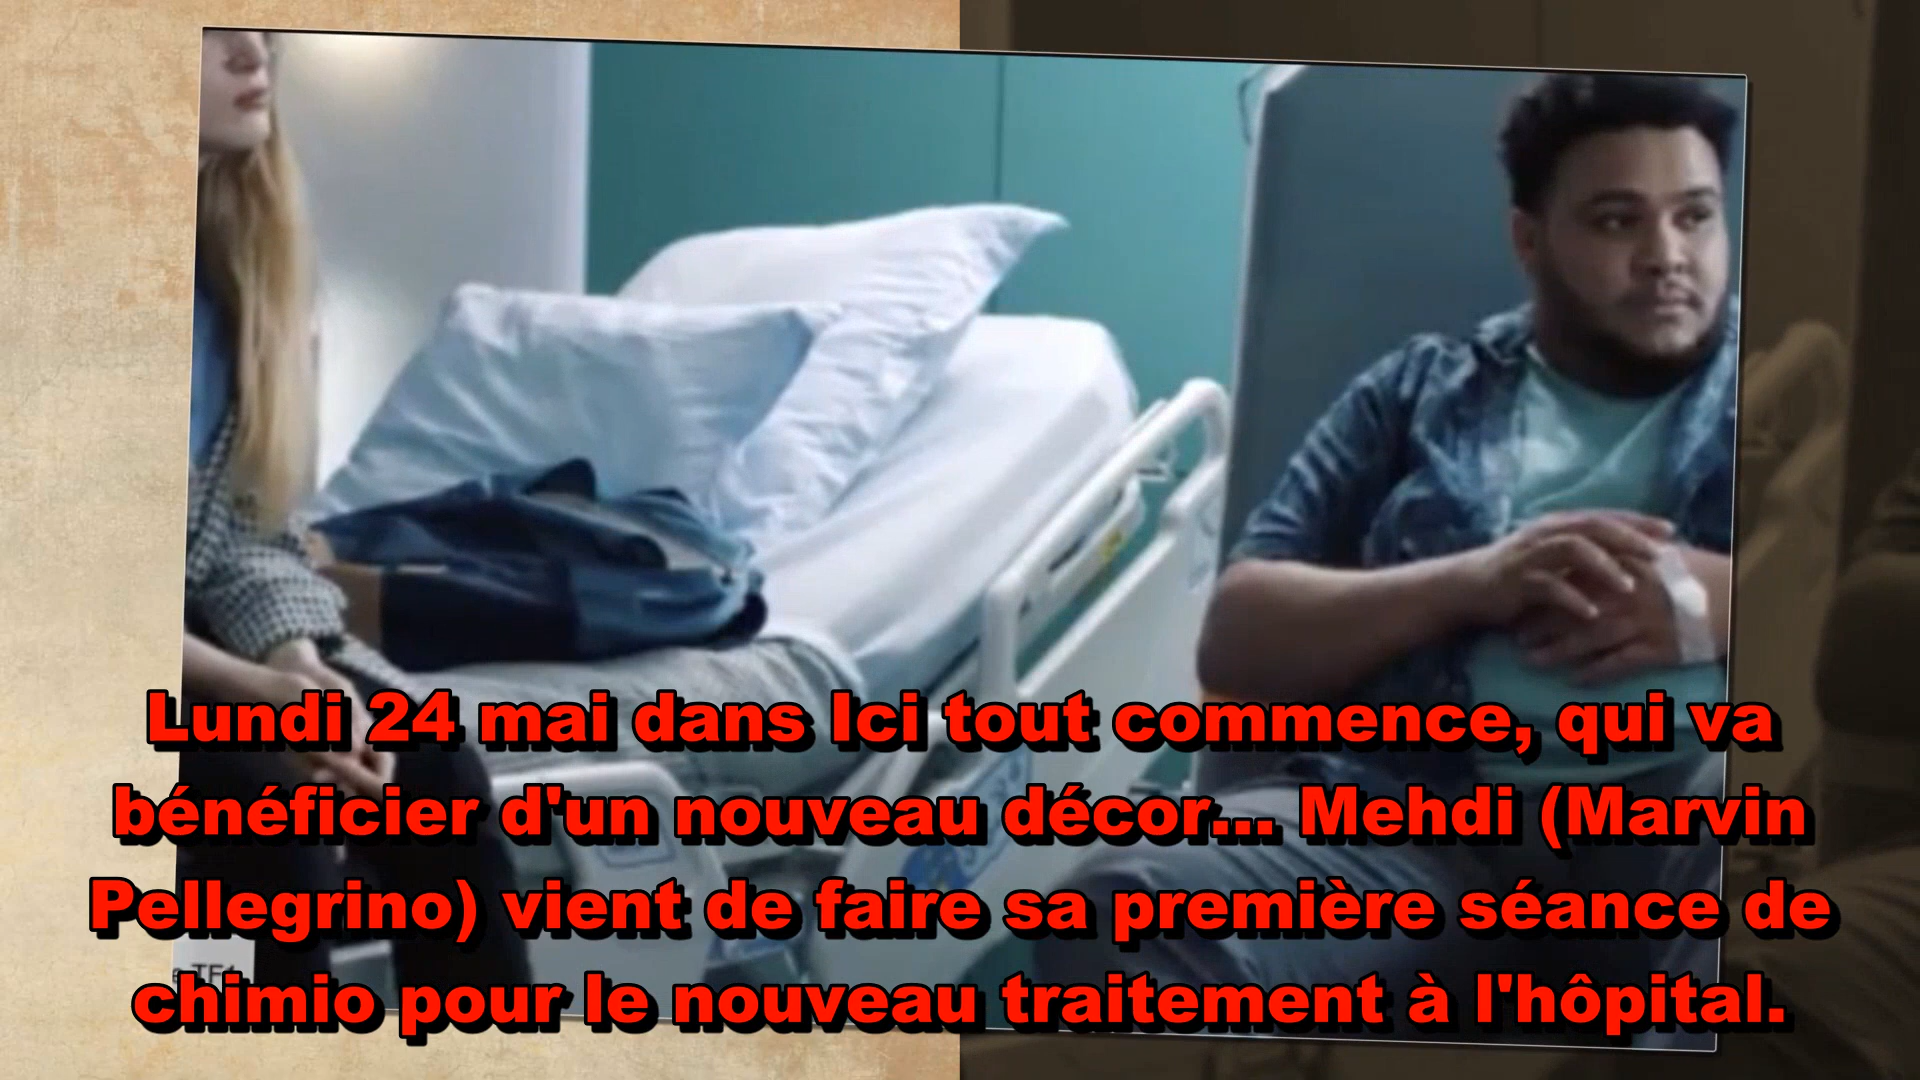 Lundi 24 mai dans Ici tout commence, qui va
bénéficier d'un nouveau décor... Mehdi (Marvin
Pellegrino) vient de faire sa première séance de
chimio pour le nouveau traitement à l'hôpital.